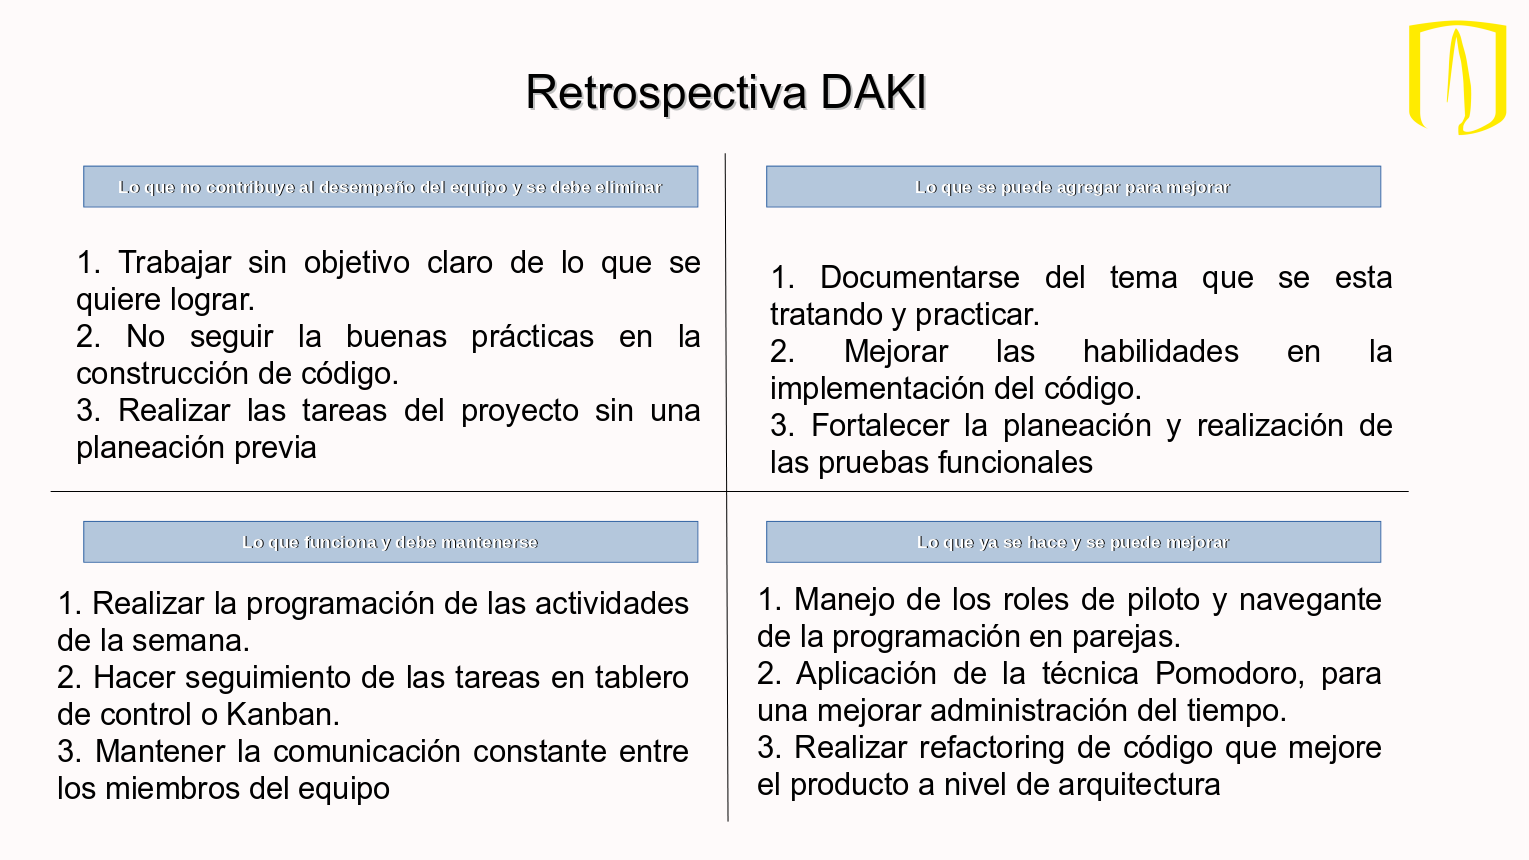 Retrospectiva DAKI
Lo que no contribuye al desempeño del equipo y se debe eliminar
1. Trabajar sin objetivo claro de lo que se
quiere lograr.
2. No seguir la buenas prácticas en la
construcción de código.
3. Realizar las tareas del proyecto sin una
planeación previa
Lo que se puede agregar para mejorar
1. Documentarse del tema que se esta
tratando y practicar.
2. Mejorar las habilidades en la
implementación del código.
3. Fortalecer la planeación y realización de
las pruebas funcionales
Lo que funciona y debe mantenerse
1. Realizar la programación de las actividades
de la semana.
2. Hacer seguimiento de las tareas en tablero
de control o Kanban.
3. Mantener la comunicación constante entre
los miembros del equipo
Lo que ya se hace y se puede mejorar
1. Manejo de los roles de piloto y navegante
de la programación en parejas.
2. Aplicación de la técnica Pomodoro, para
una mejorar administración del tiempo.
3. Realizar refactoring de código que mejore
el producto a nivel de arquitectura